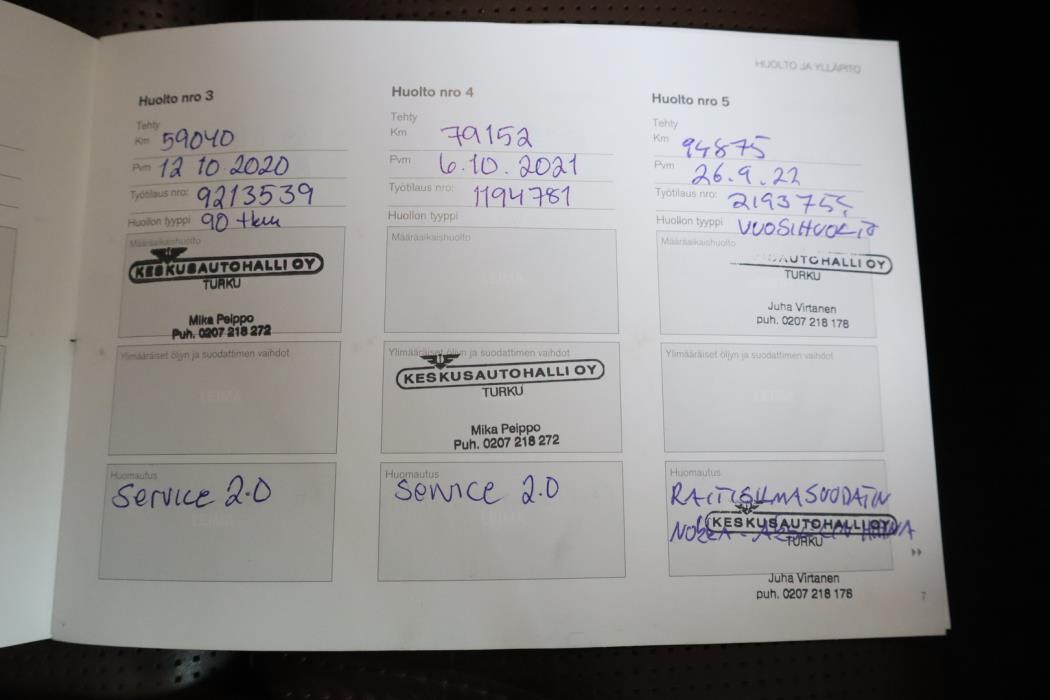 HUOLTO JA YLLÄPITO
Huolto nro 3
Tehty
Km 59040
Pvm 12 10.2020
Työtilaus nro: 9213539
Huollon tyyppi 90 tkm
Määräaikaishuolto
KESKUSAUTOHALLI OY
TURKU
Mika Peippo
Puh. 0207 218 272
Ylimääräiset öljyn ja suodattimen vaihdot
LEIMA
Huomautus
Service 2.0
Huolto nro 4
Tehty
Km 79152
Pvm 6.10.2021
Työtilaus nro: 1194781
Huollon tyyppi
Määräaikaishuolto
Ylimääräiset öljyn ja suodattimen vaihdot
KESKUSAUTOHALLI OY
TURKU
Mika Peippo
Puh. 0207 218 272
Huomautus
Service 2.0
Huolto nro 5
Tehty
Km 94875
Pvm 26.9.22
Työtilaus nro:
Huollon tyyppi VUOSIHUOLTO
Määräaikaishuolto
AUTOHALLI OY
TURKU
Juha Virtanen
puh. 0207 218 178
Ylimääräiset öljyn ja suodattimen vaihdot
Huomautus
RAITISILMASUODATIN
KESKUSAUTOHALLI OY
TURKU
Juha Virtanen
puh. 0207 218 178
7